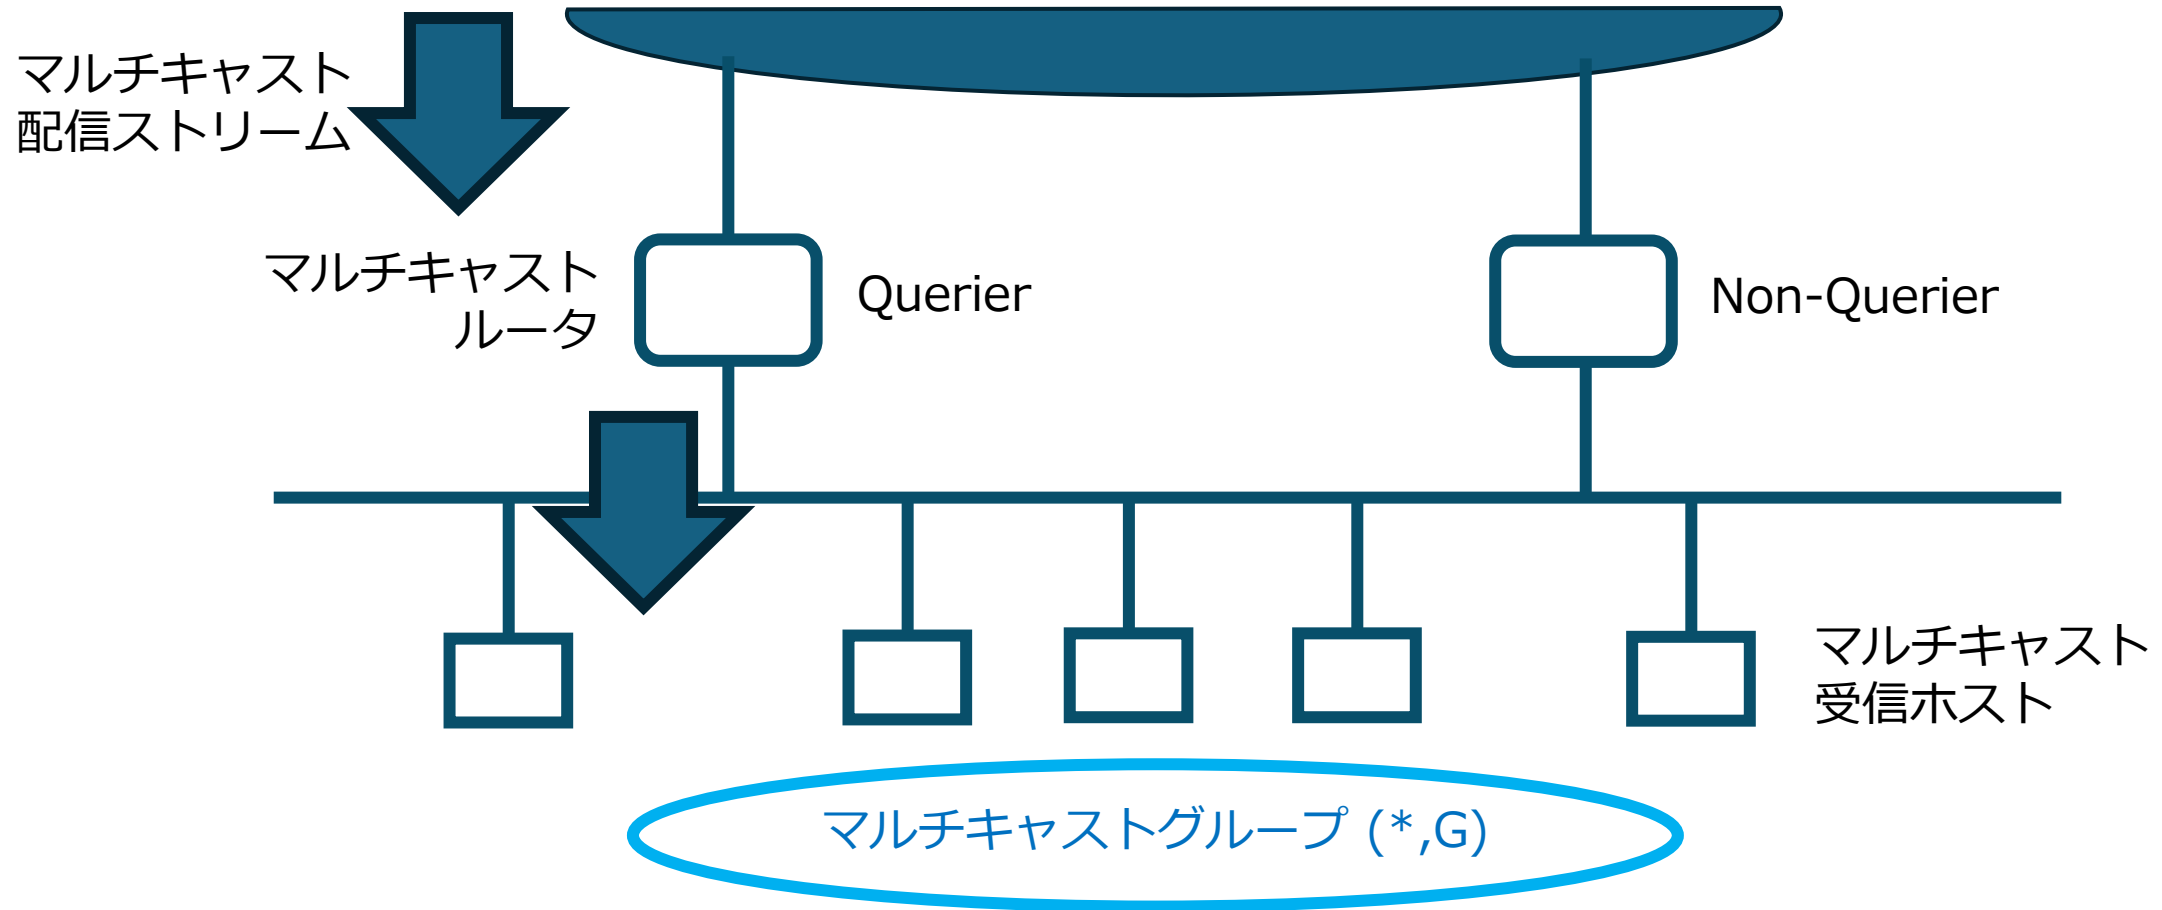 マルチキャスト
配信ストリーム
マルチキャスト
ルータ
Querier
Non-Querier
マルチキャスト
受信ホスト
マルチキャストグループ (*,G)